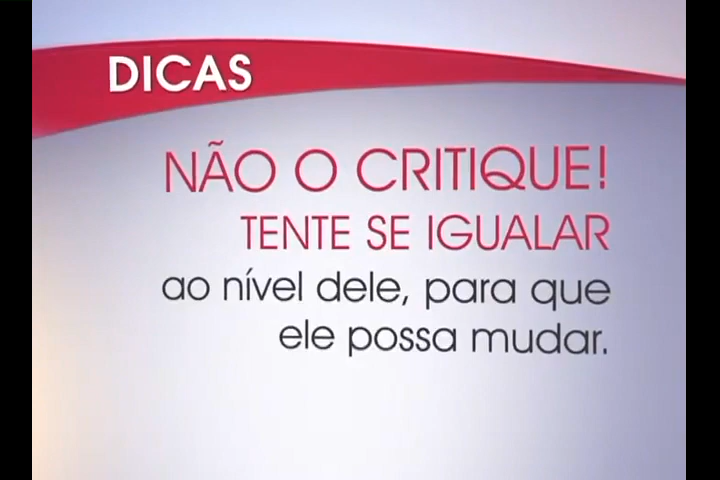 DICAS
NÃO O CRITIQUE!
TENTE SE IGUALAR
ao nível dele, para que
ele possa mudar.